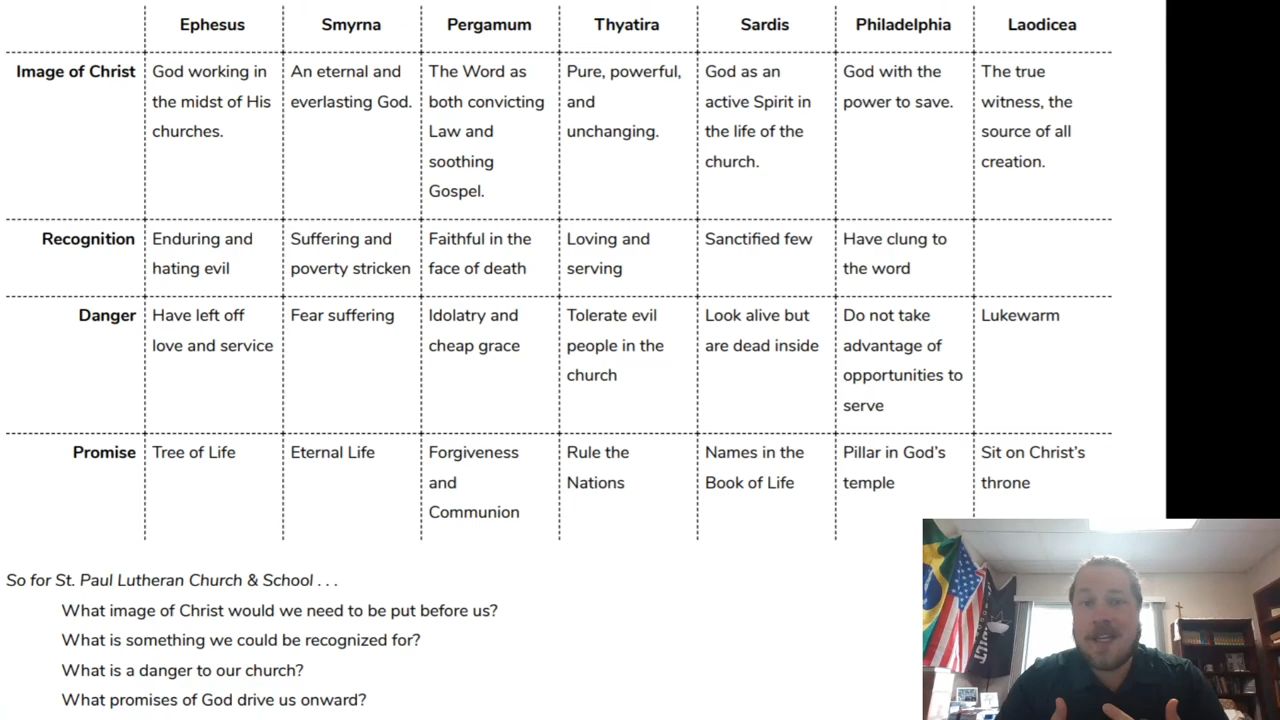 Ephesus
Smyrna
Pergamum
Thyatira
Sardis
Philadelphia
Laodicea
Image of Christ
God working in
the midst of His
churches.
An eternal and
everlasting God.
The Word as
both convicting
Law and
soothing
Gospel.
Pure, powerful,
and
unchanging.
God as an
active Spirit in
the life of the
church.
God with the
power to save.
The true
witness, the
source of all
creation.
Recognition
Enduring and
hating evil
Suffering and
poverty stricken
Faithful in the
face of death
Loving and
serving
Sanctified few
Have clung to
the word
Danger
Have left off
love and service
Fear suffering
Idolatry and
cheap grace
Tolerate evil
people in the
church
Look alive but
are dead inside
Do not take
advantage of
opportunities to
serve
Lukewarm
Promise
Tree of Life
Eternal Life
Forgiveness
and
Communion
Rule the
Nations
Names in the
Book of Life
Pillar in God's
temple
Sit on Christ's
throne
So for St. Paul Lutheran Church & School . . .
What image of Christ would we need to be put before us?
What is something we could be recognized for?
What is a danger to our church?
What promises of God drive us onward?